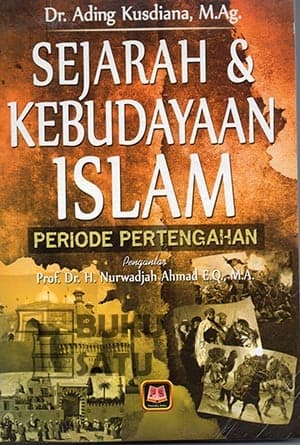 Dr. Ading Kusdiana, M.Ag.
SEJARAH &
KEBUDAYAAN
ISLAM
PERIODE PERTENGAHAN
Pengantar
Prof. Dr. H. Nurwadjah Ahmad E.Q., M.A.
BUKU
SATU